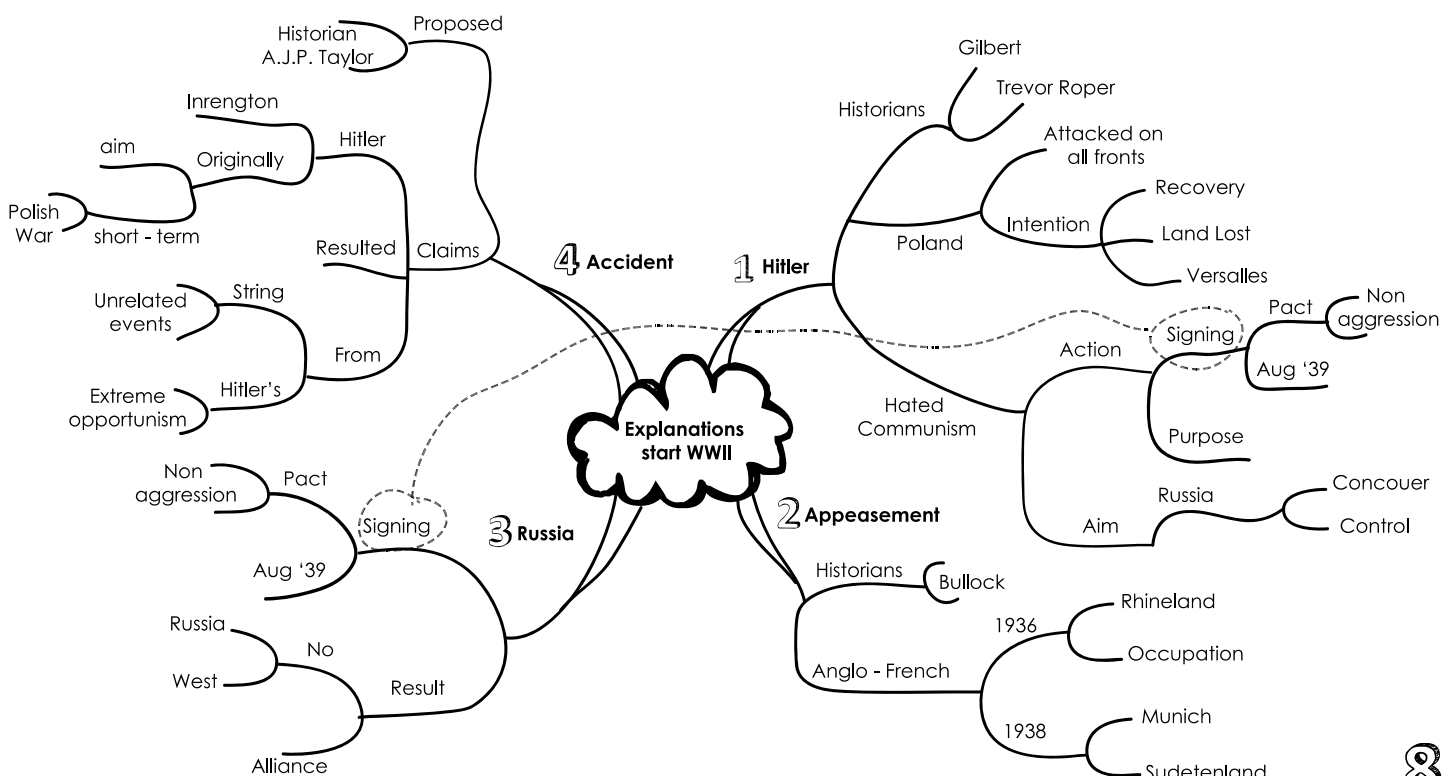 Explanations
start WWII
1 Hitler
Historians
Gilbert
Trevor Roper
Poland
Attacked on
all fronts
Intention
Recovery
Land Lost
Versalles
Hated
Communism
Action
Signing
Pact
Non
aggression
Aug ‘39
Purpose
Aim
Russia
Concouer
Control
2 Appeasement
Historians
Bullock
Anglo - French
1936
Rhineland
Occupation
1938
Munich
Sudetenland
3 Russia
Signing
Pact
Non
aggression
Aug ‘39
Result
No
Russia
West
Alliance
4 Accident
Proposed
Historian
A.J.P. Taylor
Claims
Hitler
Inrengton
Originally
aim
short - term
Polish
War
Resulted
From
String
Unrelated
events
Hitler’s
Extreme
opportunism
8